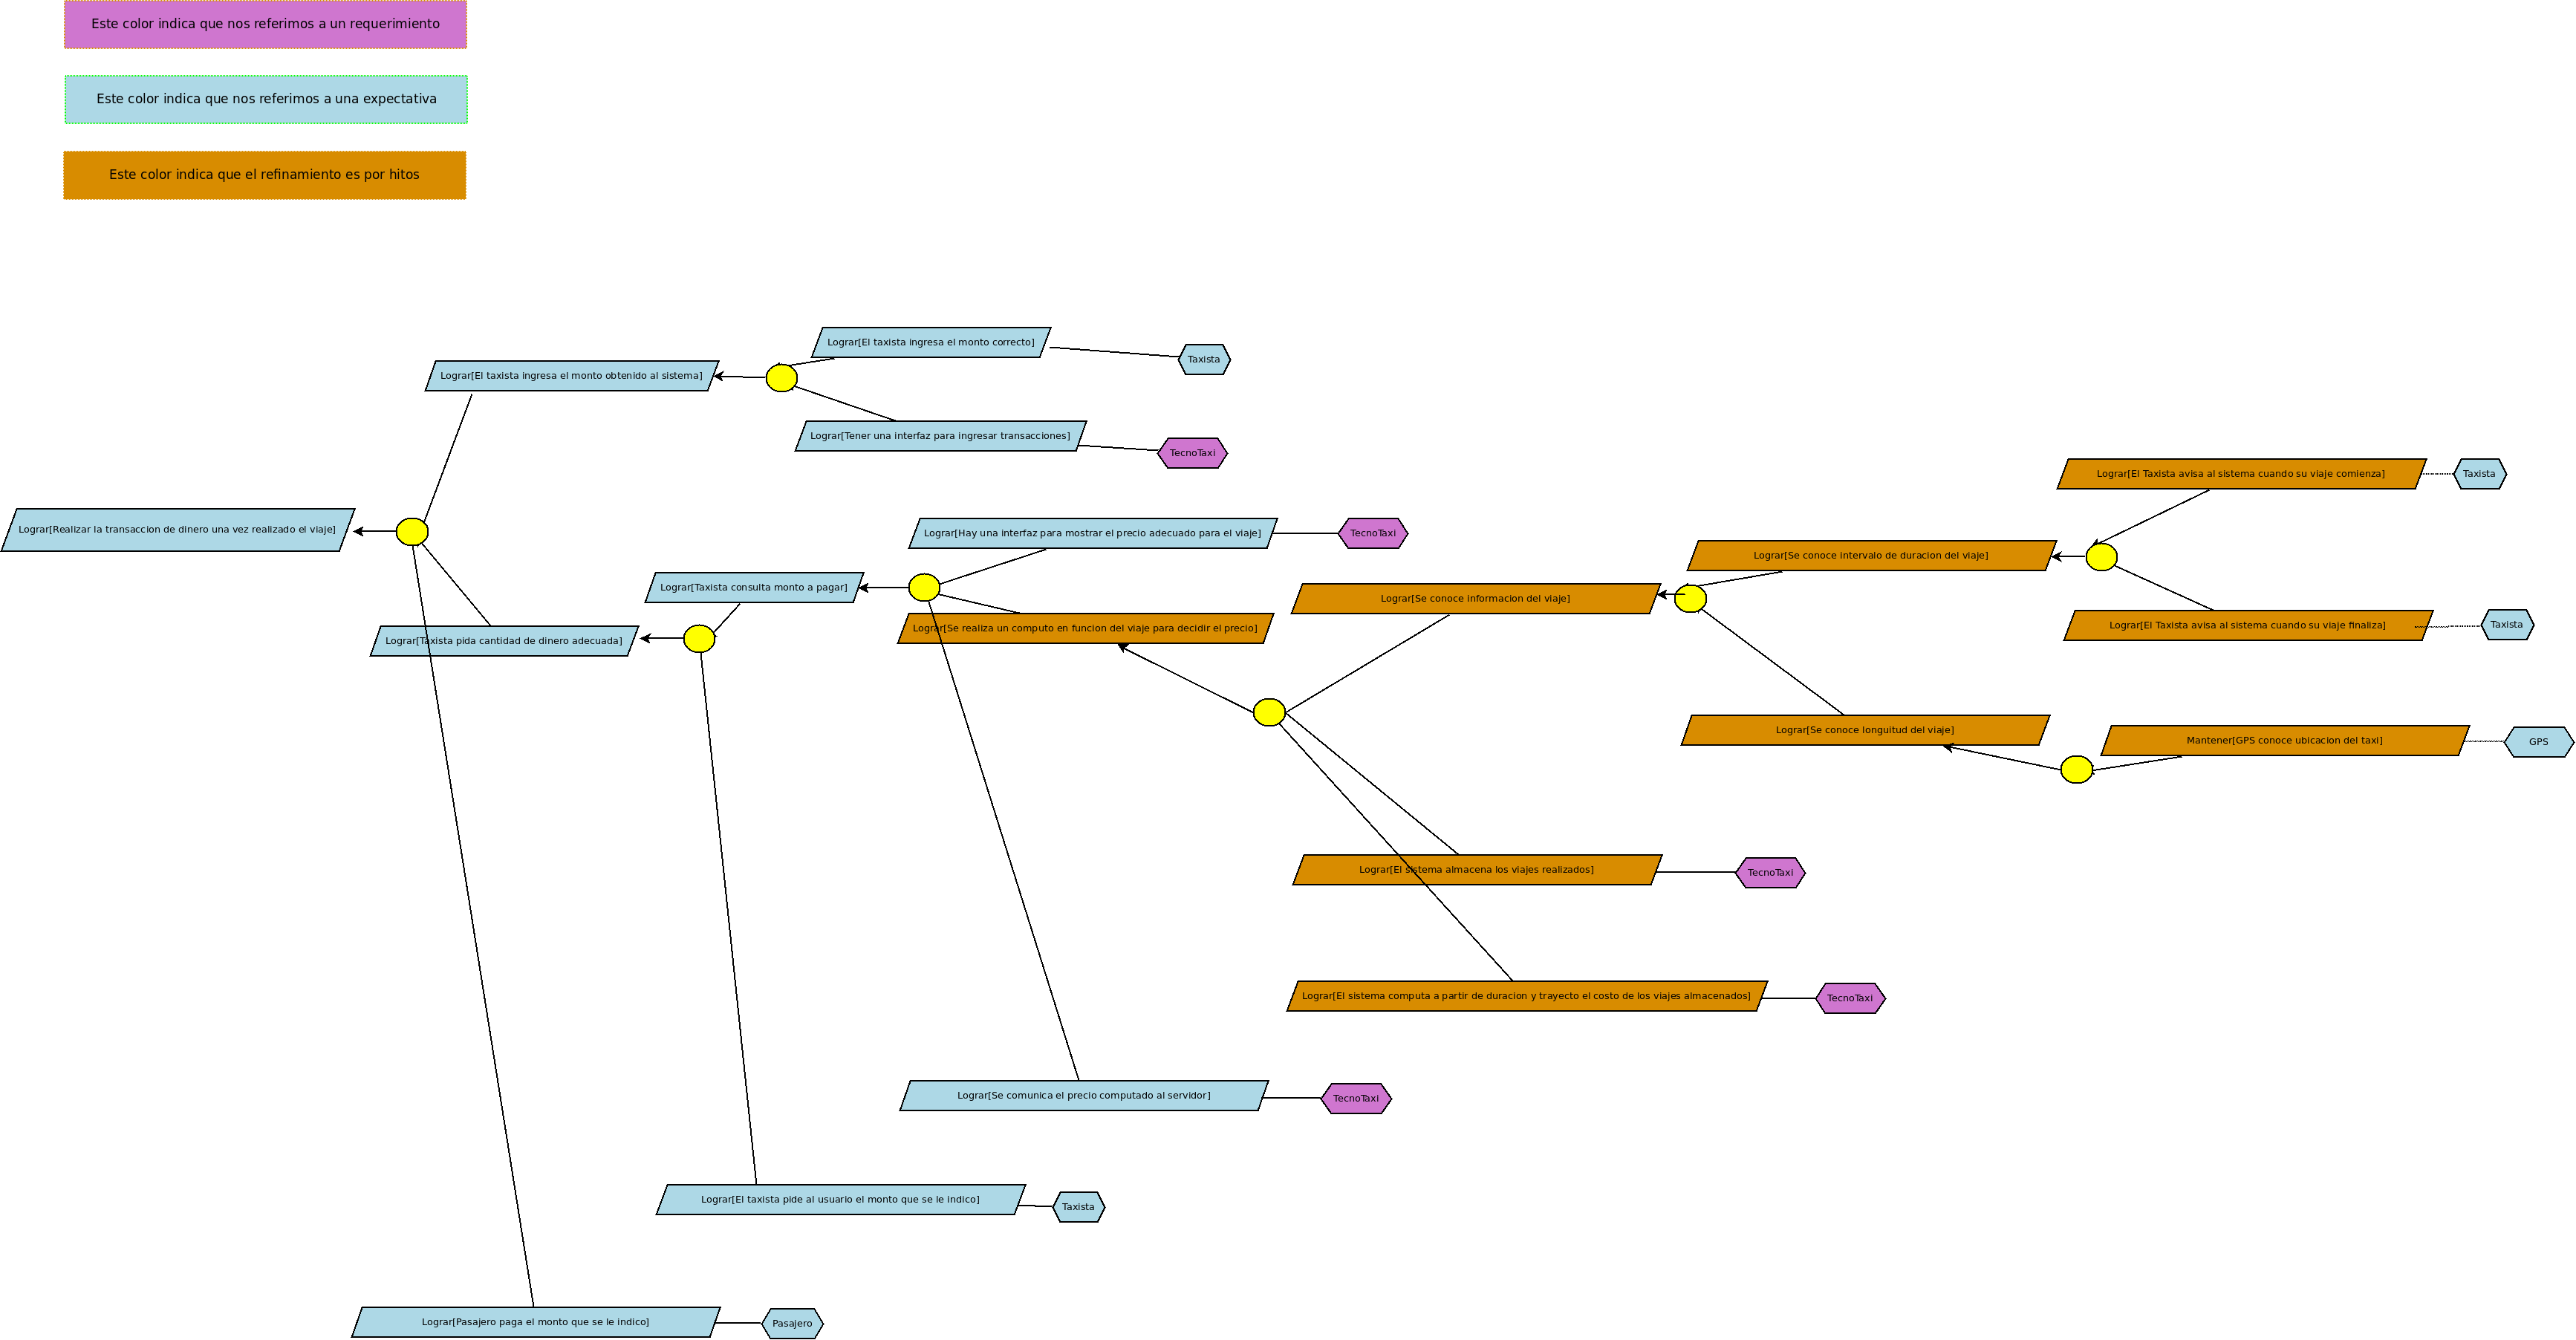 Este color indica que nos referimos a un requerimiento
Este color indica que nos referimos a una expectativa
Este color indica que el refinamiento es por hitos
Lograr[El taxista ingresa el monto correcto]
Taxista
Lograr[El taxista ingresa el monto obtenido al sistema]
Lograr[Tener una interfaz para ingresar transacciones]
TecnoTaxi
Lograr[El Taxista avisa al sistema cuando su viaje comienza]
Taxista
Lograr[Realizar la transaccion de dinero una vez realizado el viaje]
Lograr[Hay una interfaz para mostrar el precio adecuado para el viaje]
TecnoTaxi
Lograr[Se conoce intervalo de duracion del viaje]
Lograr[Taxista consulta monto a pagar]
Lograr[Se conoce informacion del viaje]
Lograr[Se realiza un computo en funcion del viaje para decidir el precio]
Lograr[El Taxista avisa al sistema cuando su viaje finaliza]
Taxista
Lograr[Taxista pida cantidad de dinero adecuada]
Lograr[Se conoce longuitud del viaje]
Mantener[GPS conoce ubicacion del taxi]
GPS
Lograr[El sistema almacena los viajes realizados]
TecnoTaxi
Lograr[El sistema computa a partir de duracion y trayecto el costo de los viajes almacenados]
TecnoTaxi
Lograr[Se comunica el precio computado al servidor]
TecnoTaxi
Lograr[El taxista pide al usuario el monto que se le indico]
Taxista
Lograr[Pasajero paga el monto que se le indico]
Pasajero